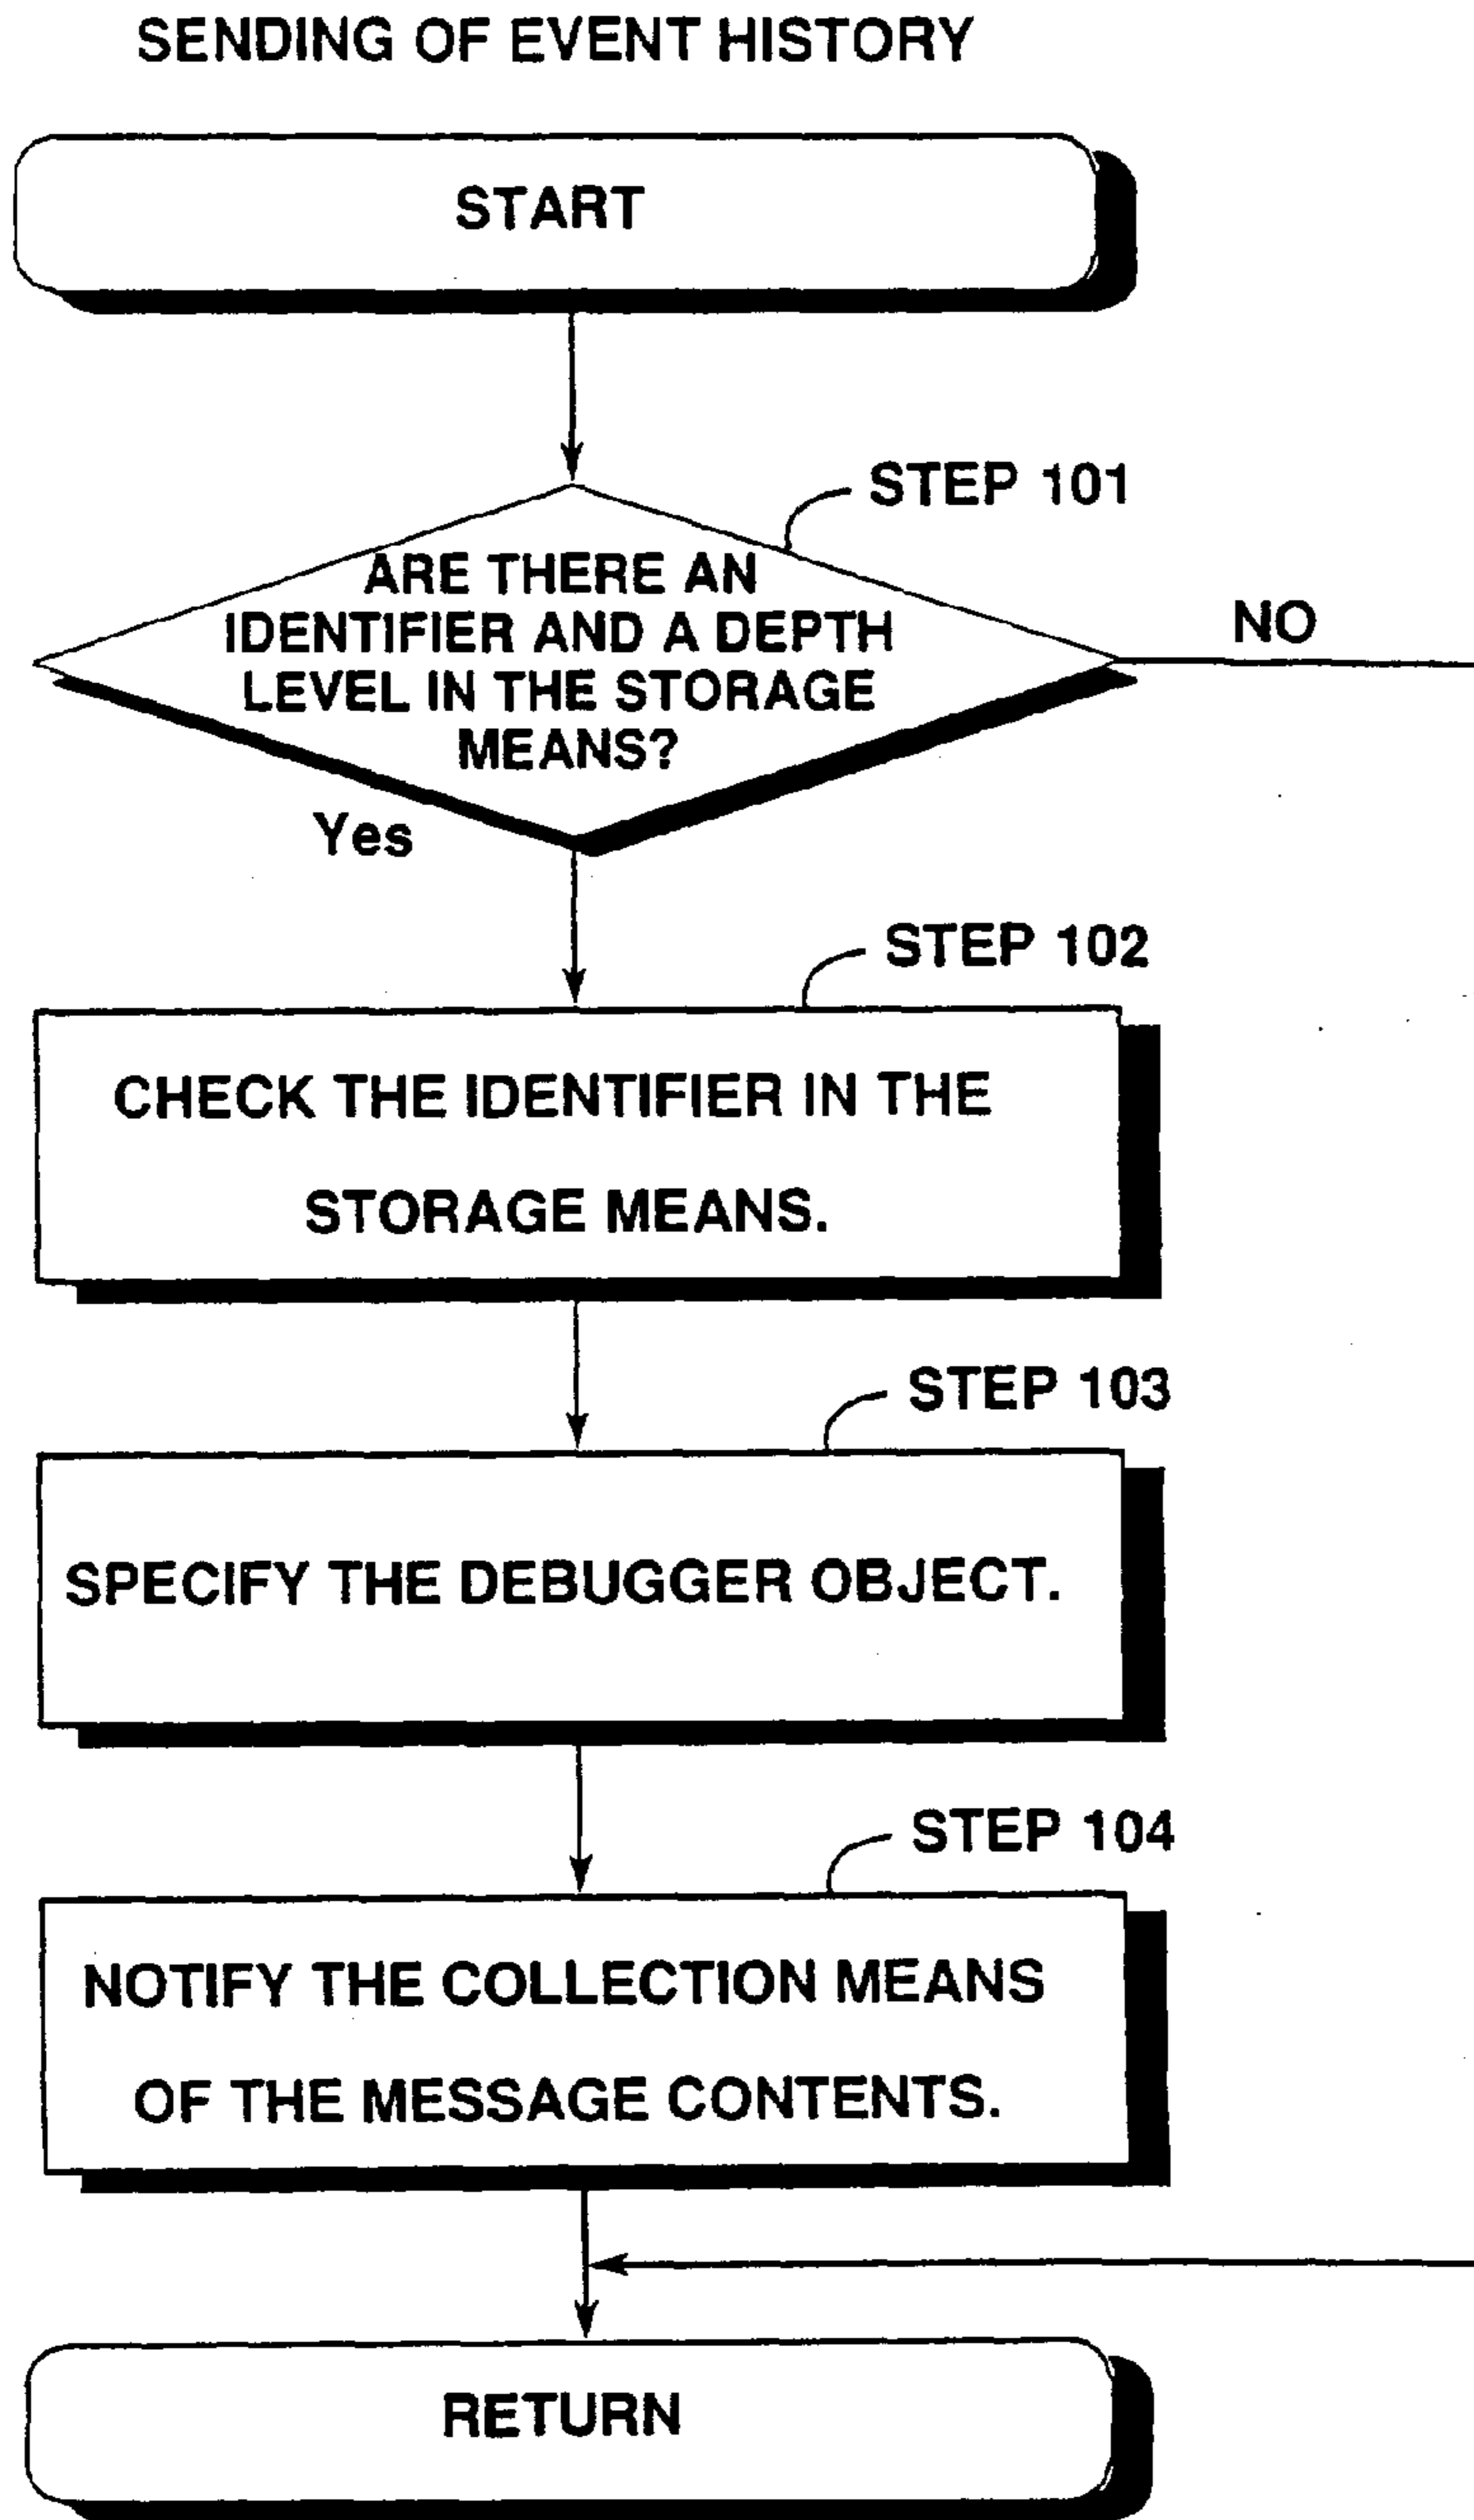 SENDING OF EVENT HISTORY
START
STEP 101
ARE THERE AN
IDENTIFIER AND A DEPTH
LEVEL IN THE STORAGE
MEANS?
NO
Yes
STEP 102
CHECK THE IDENTIFIER IN THE
STORAGE MEANS.
STEP 103
SPECIFY THE DEBUGGER OBJECT.
STEP 104
NOTIFY THE COLLECTION MEANS
OF THE MESSAGE CONTENTS.
RETURN